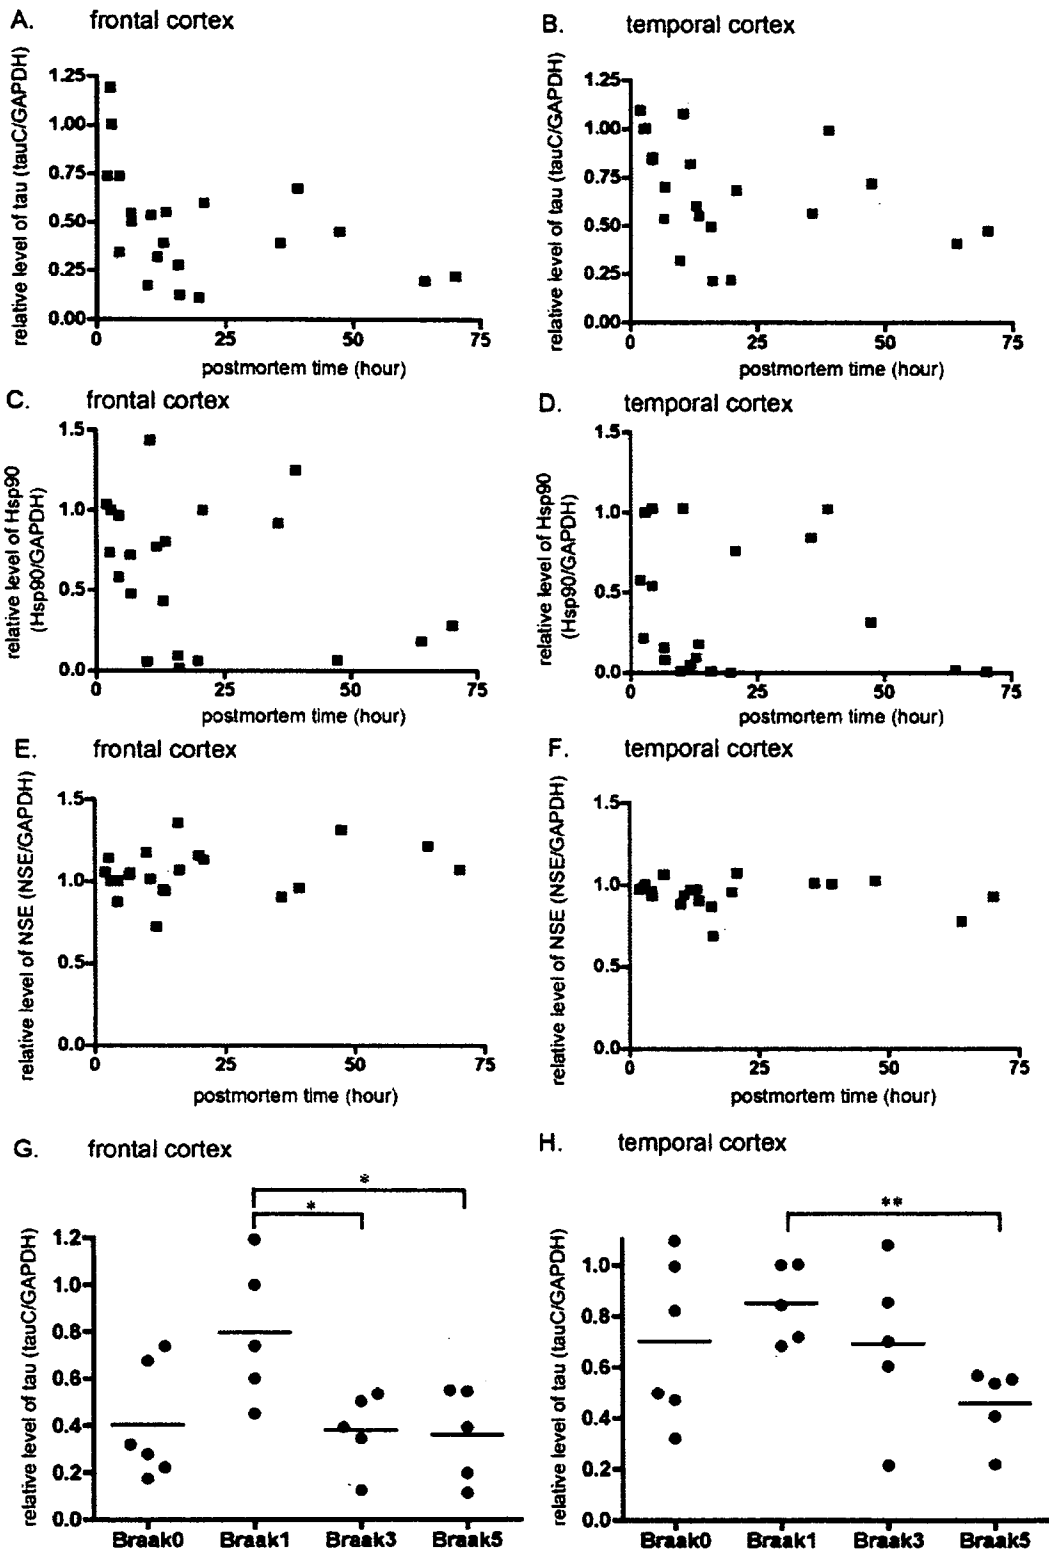 A. frontal cortex
relative level of tau (tauC/GAPDH)
1.25
1.00
0.75
0.50
0.25
0.00
0 25 50 75
postmortem time (hour)
B. temporal cortex
relative level of tau (tauC/GAPDH)
1.25
1.00
0.75
0.50
0.25
0.00
0 25 50 75
postmortem time (hour)
C. frontal cortex
relative level of Hsp90
(Hsp90/GAPDH)
1.5
1.0
0.5
0.0
0 25 50 75
postmortem time (hour)
D. temporal cortex
relative level of Hsp90
(Hsp90/GAPDH)
1.5
1.0
0.5
0.0
0 25 50 75
postmortem time (hour)
E. frontal cortex
relative level of NSE (NSE/GAPDH)
1.5
1.0
0.5
0.0
0 25 50 75
postmortem time (hour)
F. temporal cortex
relative level of NSE (NSE/GAPDH)
1.5
1.0
0.5
0.0
0 25 50 75
postmortem time (hour)
G. frontal cortex
relative level of tau (tauC/GAPDH)
*
*
1.2
1.0
0.8
0.6
0.4
0.2
0.0
Braak0 Braak1 Braak3 Braak5
H. temporal cortex
relative level of tau (tauC/GAPDH)
**
1.0
0.8
0.6
0.4
0.2
0.0
Braak0 Braak1 Braak3 Braak5